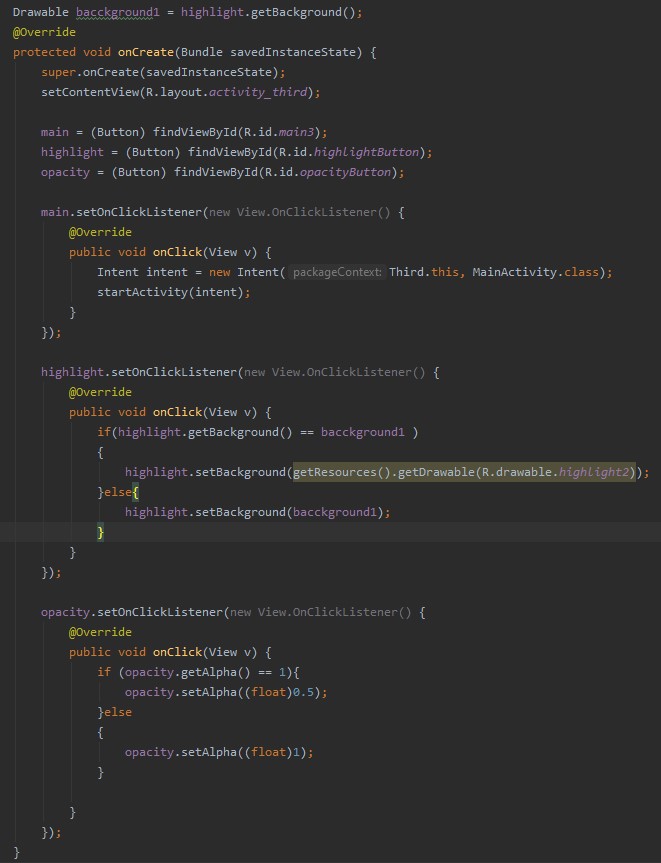 Drawable bacckground1 = highlight.getBackground();
@Override
protected void onCreate(Bundle savedInstanceState) {
super.onCreate(savedInstanceState);
setContentView(R.layout.activity_third);
main = (Button) findViewById(R.id.main3);
highlight = (Button) findViewById(R.id.highlightButton);
opacity = (Button) findViewById(R.id.opacityButton);
main.setOnClickListener(new View.OnClickListener() {
@Override
public void onClick(View v) {
Intent intent = new Intent( packageContext: Third.this, MainActivity.class);
startActivity(intent);
}
});
highlight.setOnClickListener(new View.OnClickListener() {
@Override
public void onClick(View v) {
if(highlight.getBackground() == bacckground1 )
{
highlight.setBackground(getResources().getDrawable(R.drawable.highlight2));
}else{
highlight.setBackground(bacckground1);
}
}
});
opacity.setOnClickListener(new View.OnClickListener() {
@Override
public void onClick(View v) {
if (opacity.getAlpha() == 1){
opacity.setAlpha((float)0.5);
}else
{
opacity.setAlpha((float)1);
}
}
});
}